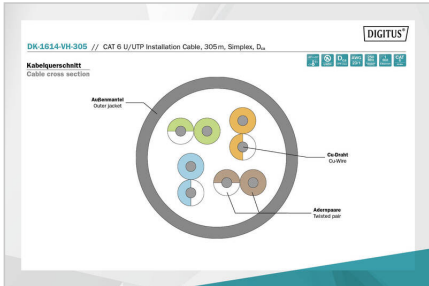 DIGITUS®
DK-1614-VH-305 // CAT 6 U/UTP Installation Cable, 305m, Simplex, Dca
Kabelquerschnitt
Cable cross section
Außenmantel
Outer jacket
Cu-Draht
Cu-Wire
Aderspaare
Twisted pair